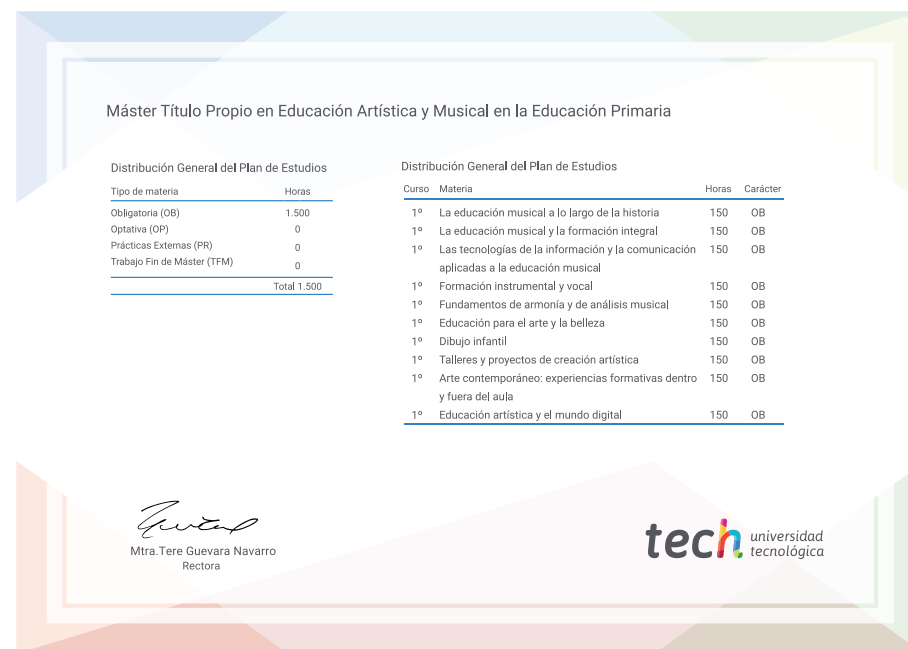 Máster Título Propio en Educación Artística y Musical en la Educación Primaria
Distribución General del Plan de Estudios
Tipo de materia Horas
Obligatoria (OB) 1.500
Optativa (OP) 0
Prácticas Externas (PR) 0
Trabajo Fin de Máster (TFM) 0
Total 1.500
Distribución General del Plan de Estudios
Curso Materia Horas Carácter
1º La educación musical a lo largo de la historia 150 OB
1º La educación musical y la formación integral 150 OB
1º Las tecnologías de la información y la comunicación 150 OB
aplicadas a la educación musical
1º Formación instrumental y vocal 150 OB
1º Fundamentos de armonía y de análisis musical 150 OB
1º Educación para el arte y la belleza 150 OB
1º Dibujo infantil 150 OB
1º Talleres y proyectos de creación artística 150 OB
1º Arte contemporáneo: experiencias formativas dentro 150 OB
y fuera del aula
1º Educación artística y el mundo digital 150 OB
Mtra.Tere Guevara Navarro
Rectora
tech universidad
tecnológica